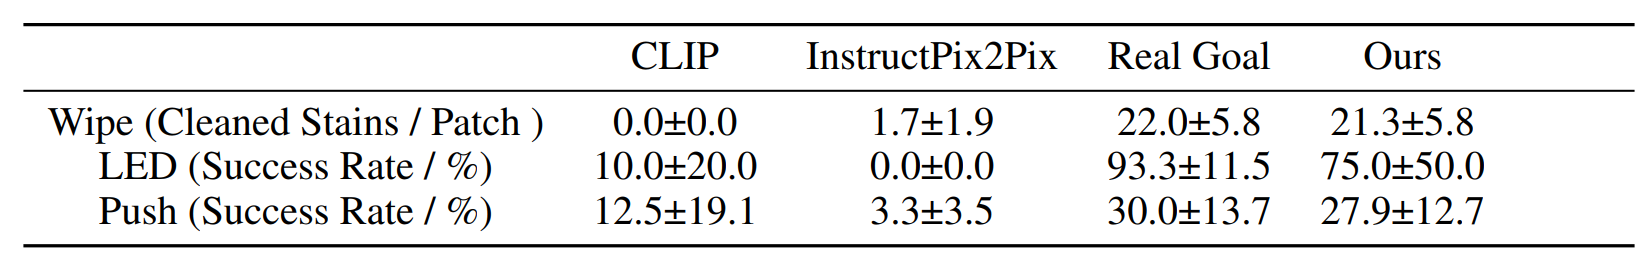 CLIP InstructPix2Pix Real Goal Ours
Wipe (Cleaned Stains / Patch ) 0.0±0.0 1.7±1.9 22.0±5.8 21.3±5.8
LED (Success Rate / %) 10.0±20.0 0.0±0.0 93.3±11.5 75.0±50.0
Push (Success Rate / %) 12.5±19.1 3.3±3.5 30.0±13.7 27.9±12.7